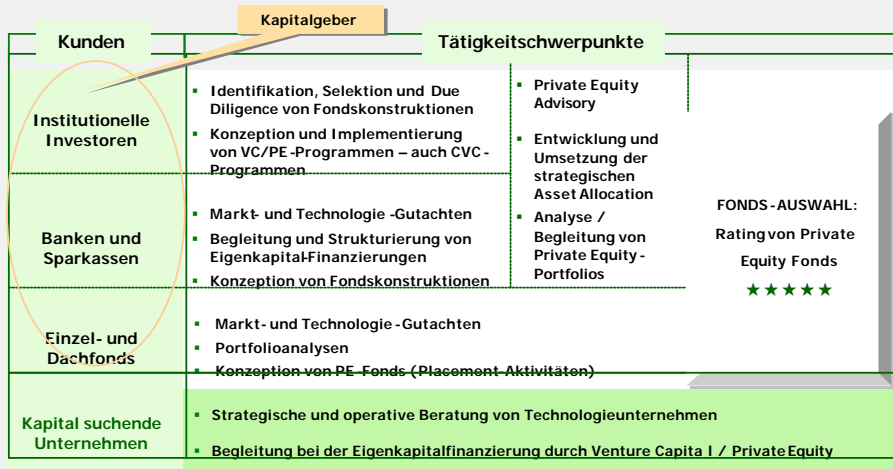 Kapitalgeber
Kunden
Tätigkeitschwerpunkte
Institutionelle
Investoren
▪ Identifikation, Selektion und Due
Diligence von Fondskonstruktionen
▪ Konzeption und Implementierung
von VC/PE-Programmen – auch CVC-
Programmen
▪ Private Equity
Advisory
▪ Entwicklung und
Umsetzung der
strategischen
Asset Allocation
▪ Analyse /
Begleitung von
Private Equity-
Portfolios
FONDS-AUSWAHL:
Rating von Private
Equity Fonds
★★★★★
Banken und
Sparkassen
▪ Markt- und Technologie-Gutachten
▪ Begleitung und Strukturierung von
Eigenkapital-Finanzierungen
▪ Konzeption von Fondskonstruktionen
Einzel- und
Dachfonds
▪ Markt- und Technologie-Gutachten
▪ Portfolioanalysen
▪ Konzeption von PE-Fonds (Placement-Aktivitäten)
Kapital suchende
Unternehmen
▪ Strategische und operative Beratung von Technologieunternehmen
▪ Begleitung bei der Eigenkapitalfinanzierung durch Venture Capita l / Private Equity